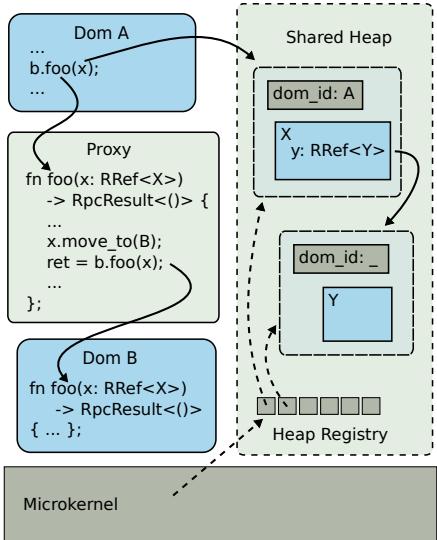 Dom A
...
b.foo(x);
...
Proxy
fn foo(x: RRef<X>)
-> RpcResult<()> {
...
x.move_to(B);
ret = b.foo(x);
...
};
Dom B
fn foo(x: RRef<X>)
-> RpcResult<()>
{ ... };
Shared Heap
dom_id: A
X
y: RRef<Y>
dom_id: _
Y
Heap Registry
Microkernel